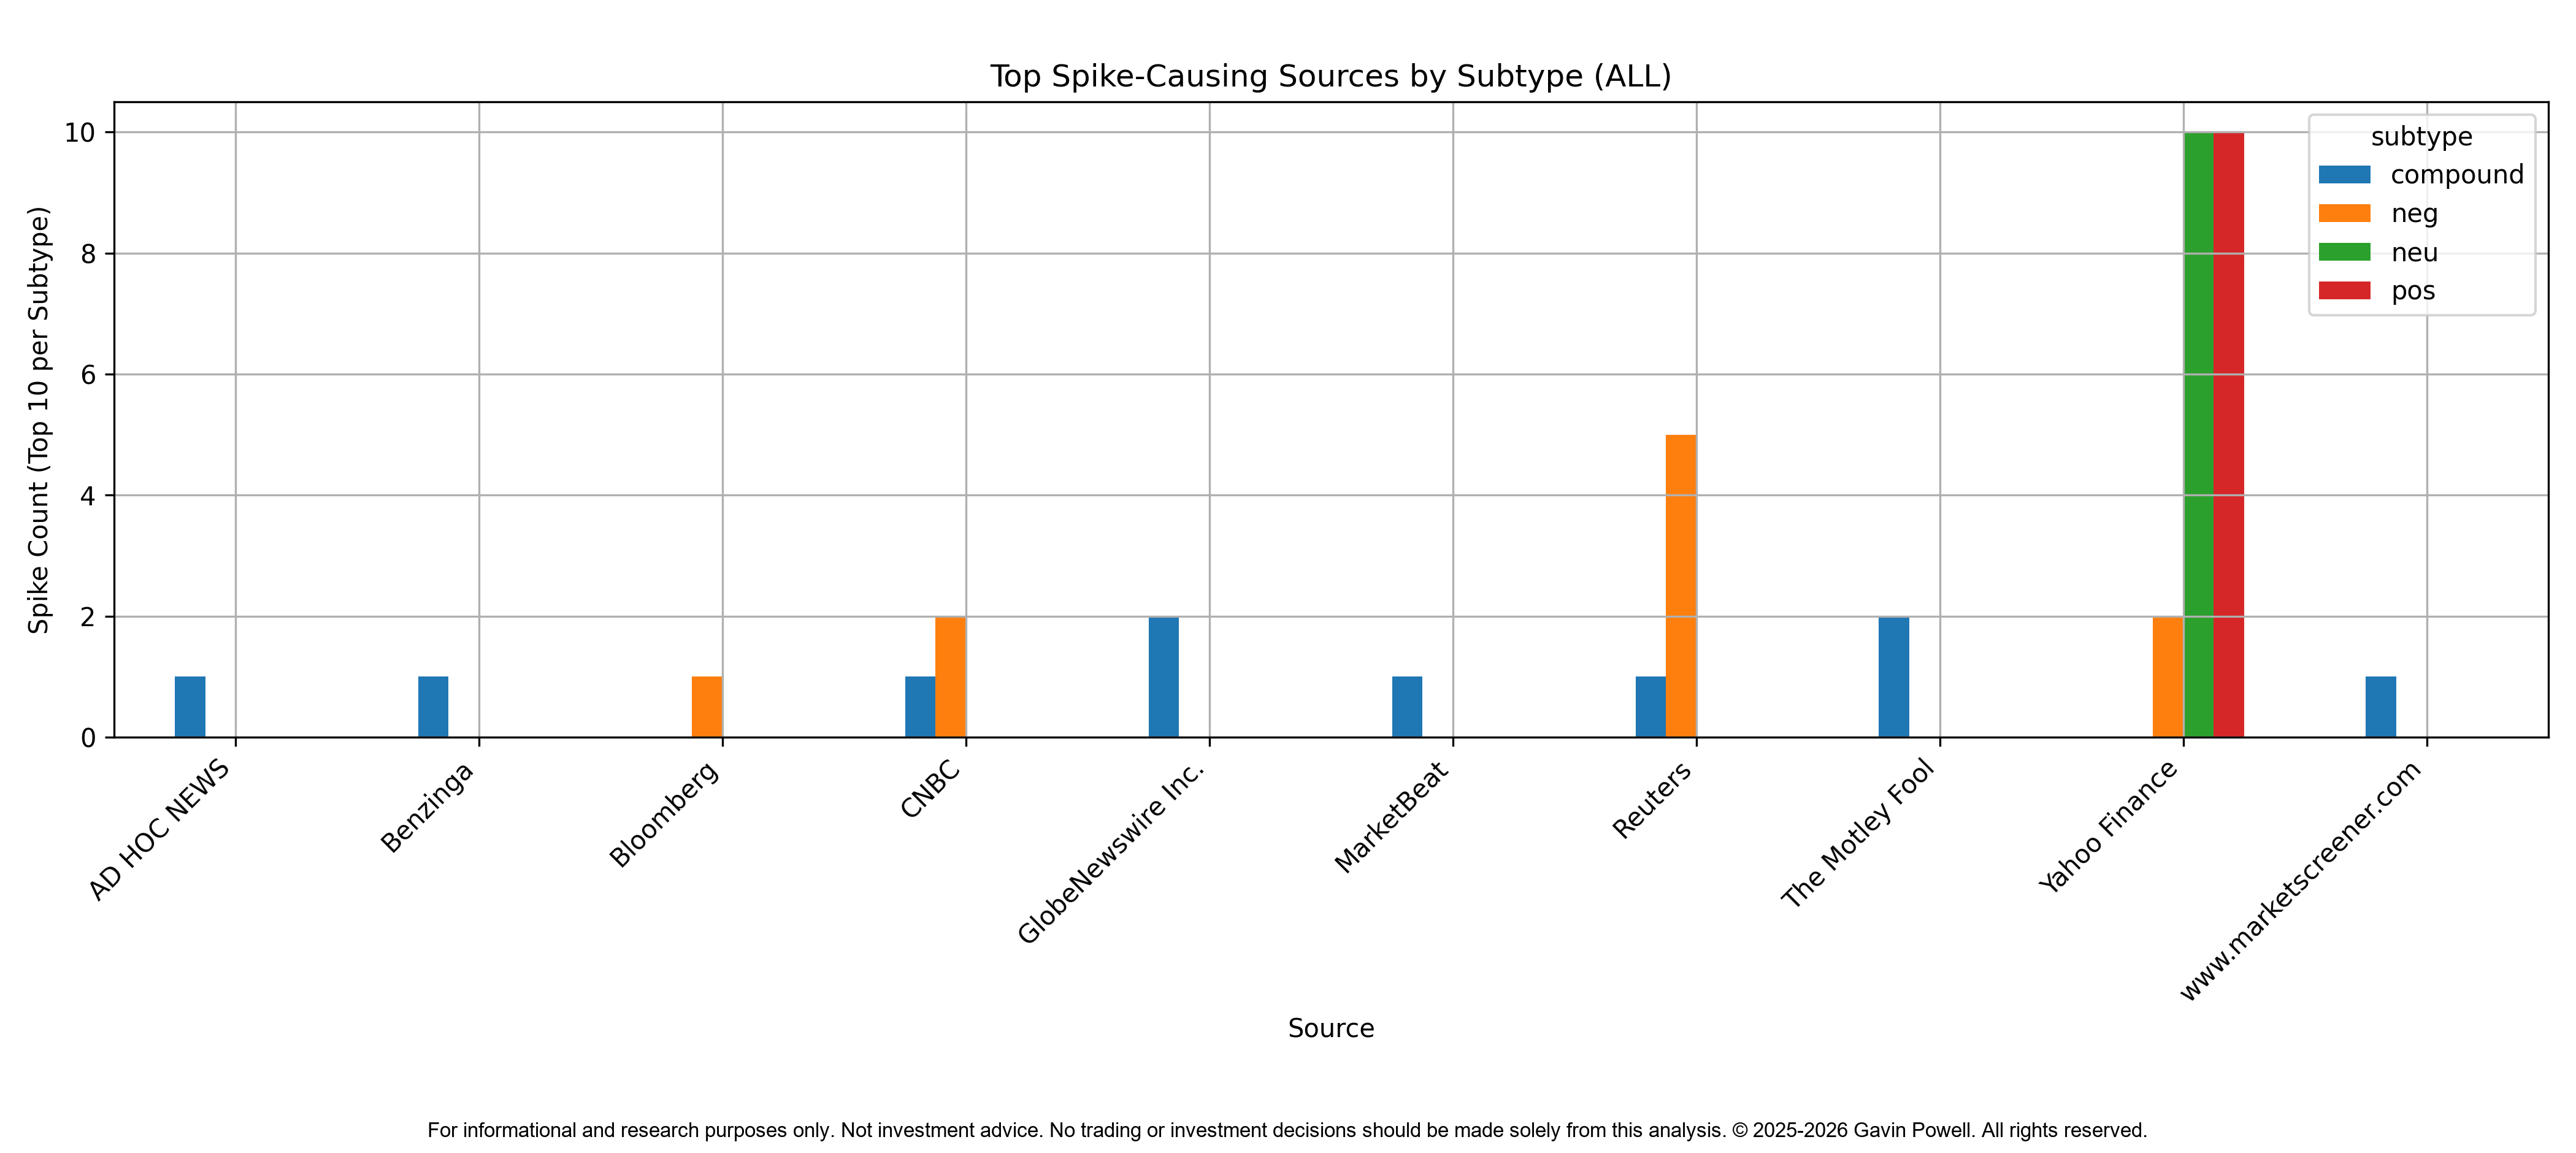 Top Spike-Causing Sources by Subtype (ALL)
Spike Count (Top 10 per Subtype)
10
8
6
4
2
0
subtype
compound
neg
neu
pos
AD HOC NEWS
Benzinga
Bloomberg
CNBC
GlobeNewswire Inc.
MarketBeat
Reuters
The Motley Fool
Yahoo Finance
www.marketscreener.com
Source
For informational and research purposes only. Not investment advice. No trading or investment decisions should be made solely from this analysis. © 2025-2026 Gavin Powell. All rights reserved.